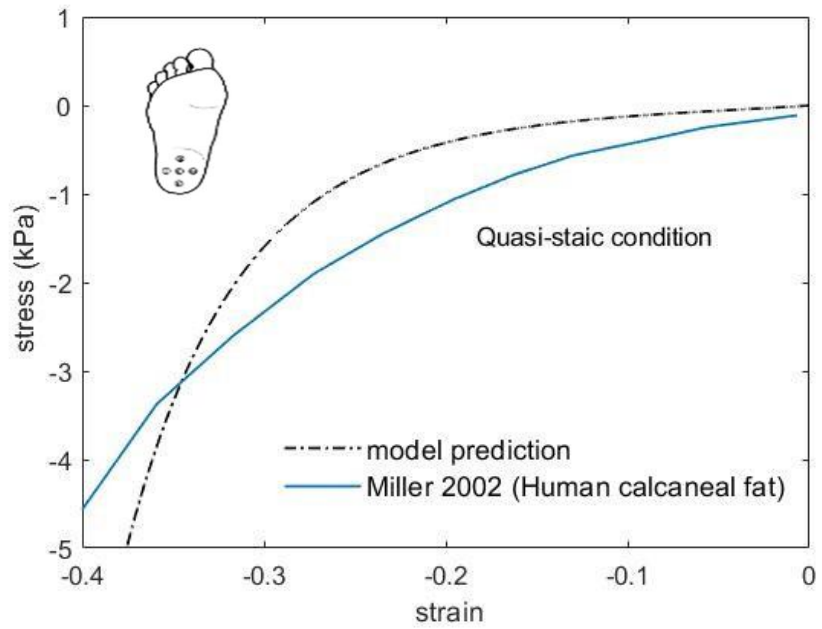 1
0
-1
-2
-3
-4
-5
stress (kPa)
Quasi-staic condition
model prediction
Miller 2002 (Human calcaneal fat)
-0.4 -0.3 -0.2 -0.1 0
strain